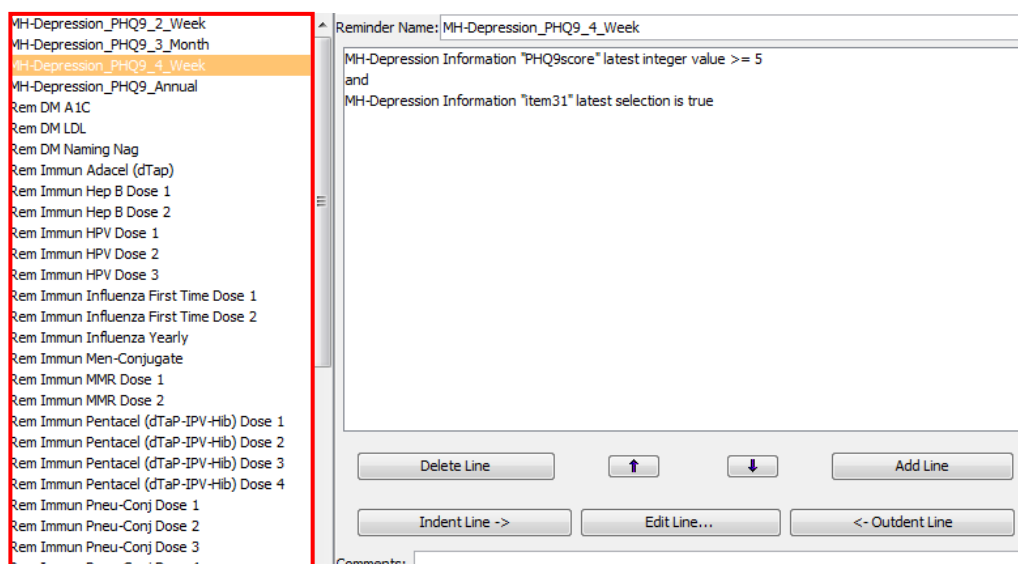 MH-Depression_PHQ9_2_Week
MH-Depression_PHQ9_3_Month
MH-Depression_PHQ9_4_Week
MH-Depression_PHQ9_Annual
Rem DM A1C
Rem DM LDL
Rem DM Naming Nag
Rem Immun Adacel (dTap)
Rem Immun Hep B Dose 1
Rem Immun Hep B Dose 2
Rem Immun HPV Dose 1
Rem Immun HPV Dose 2
Rem Immun HPV Dose 3
Rem Immun Influenza First Time Dose 1
Rem Immun Influenza First Time Dose 2
Rem Immun Influenza Yearly
Rem Immun Men-Conjugate
Rem Immun MMR Dose 1
Rem Immun MMR Dose 2
Rem Immun Pentacel (dTaP-IPV-Hib) Dose 1
Rem Immun Pentacel (dTaP-IPV-Hib) Dose 2
Rem Immun Pentacel (dTaP-IPV-Hib) Dose 3
Rem Immun Pentacel (dTaP-IPV-Hib) Dose 4
Rem Immun Pneu-Conj Dose 1
Rem Immun Pneu-Conj Dose 2
Rem Immun Pneu-Conj Dose 3
Reminder Name: MH-Depression_PHQ9_4_Week
MH-Depression Information "PHQ9score" latest integer value >= 5
and
MH-Depression Information "item31" latest selection is true
Delete Line
Add Line
Indent Line ->
Edit Line...
<- Outdent Line
Comments: